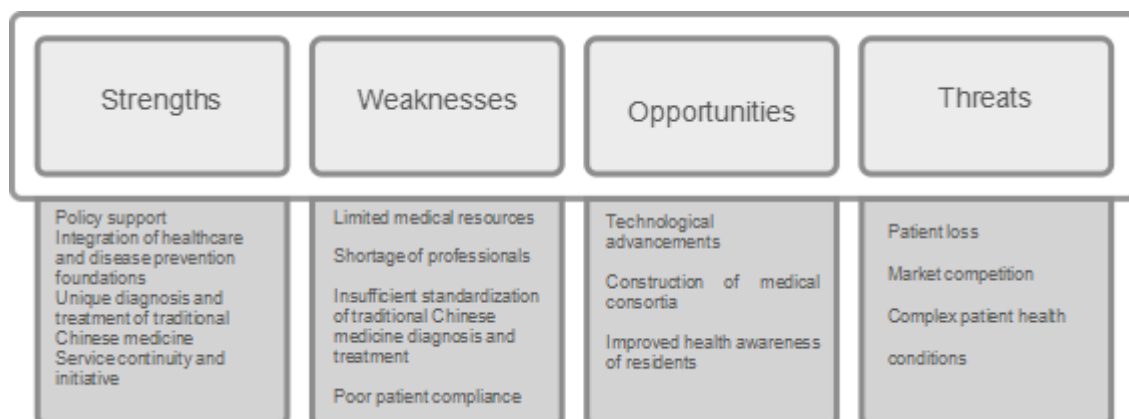 Strengths
Weaknesses
Opportunities
Threats
Policy support
Integration of healthcare
and disease prevention
foundations
Unique diagnosis and
treatment of traditional
Chinese medicine
Service continuity and
initiative
Limited medical resources
Shortage of professionals
Insufficient standardization
of traditional Chinese
medicine diagnosis and
treatment
Poor patient compliance
Technological
advancements
Construction of medical
consortia
Improved health awareness
of residents
Patient loss
Market competition
Complex patient health
conditions